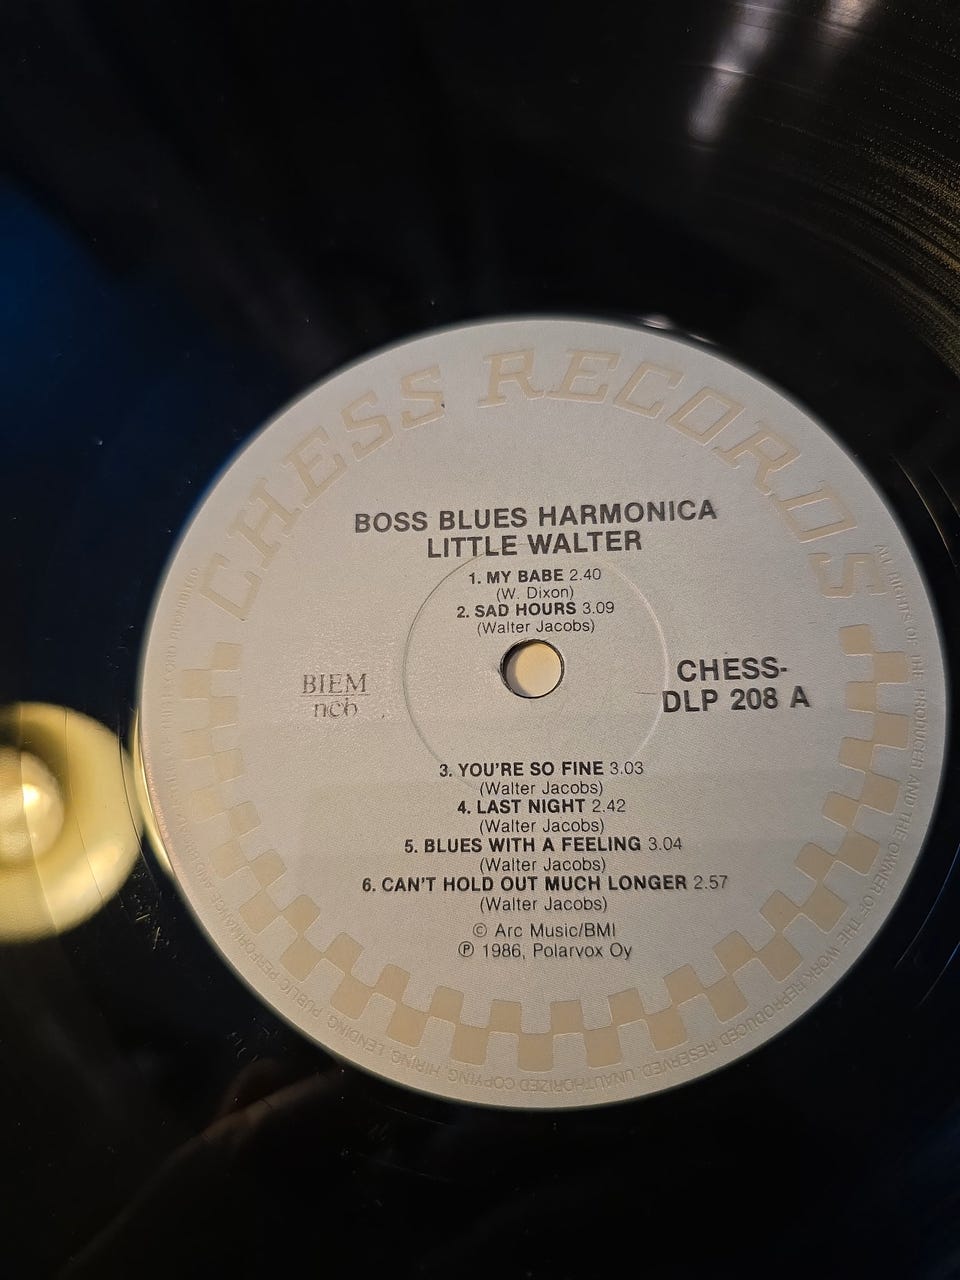 CHESS RECORDS
BOSS BLUES HARMONICA
LITTLE WALTER
1. MY BABE 2.40
(W. Dixon)
2. SAD HOURS 3.09
(Walter Jacobs)
BIEM
ncb
CHESS-
DLP 208 A
3. YOU'RE SO FINE 3.03
(Walter Jacobs)
4. LAST NIGHT 2.42
(Walter Jacobs)
5. BLUES WITH A FEELING 3.04
(Walter Jacobs)
6. CAN'T HOLD OUT MUCH LONGER 2.57
(Walter Jacobs)
© Arc Music/BMI
℗ 1986, Polarvox Oy
ALL RIGHTS OF THE PRODUCER AND THE OWNER OF THE WORK REPRODUCED RESERVED. UNAUTHORIZED COPYING, HIRING, LENDING, PUBLIC PERFORMANCE AND RECORD PROHIBITED